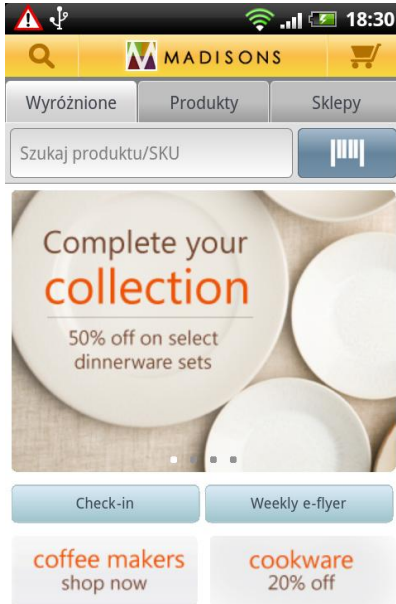 18:30
MADISONS
Wyróżnione Produkty Sklepy
Szukaj produktu/SKU
Complete your
collection
50% off on select
dinnerware sets
Check-in Weekly e-flyer
coffee makers cookware
shop now 20% off